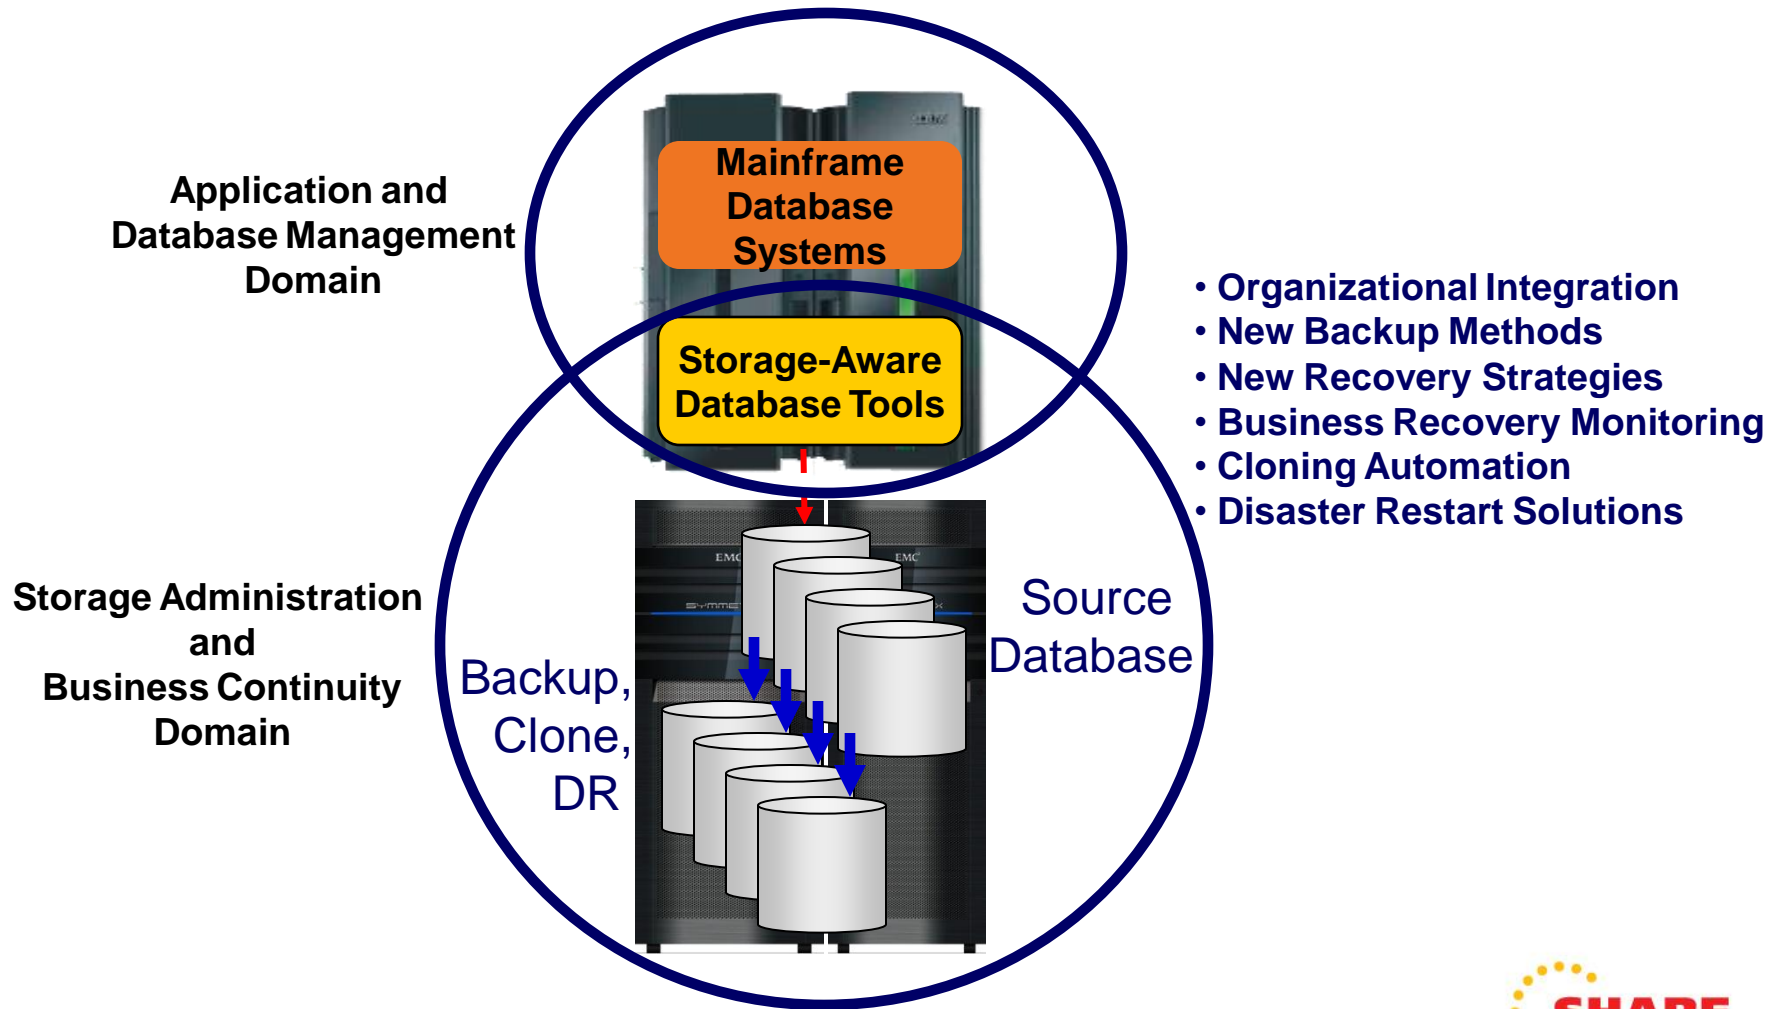 Mainframe
Database
Systems
Application and
Database Management
Domain
Storage-Aware
Database Tools
• Organizational Integration
• New Backup Methods
• New Recovery Strategies
• Business Recovery Monitoring
• Cloning Automation
• Disaster Restart Solutions
EMC
EMC
SYMME
X
Source
Database
Storage Administration
and
Business Continuity
Domain
Backup,
Clone,
DR
SHARE